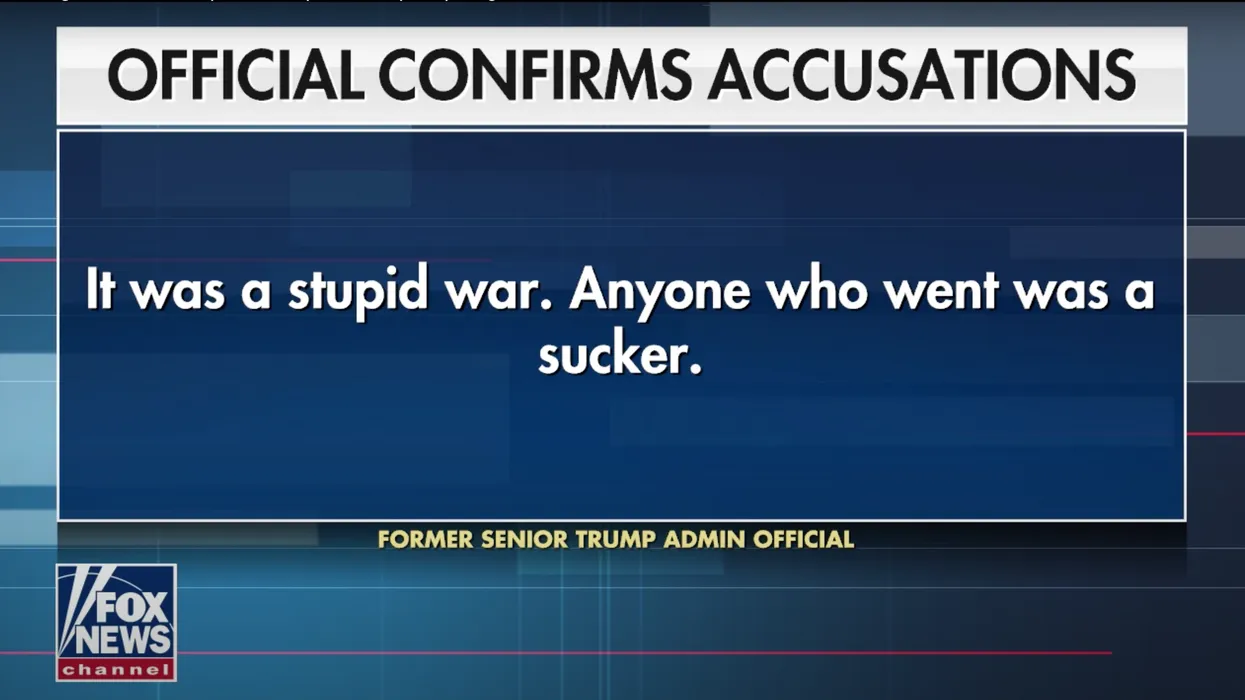 OFFICIAL CONFIRMS ACCUSATIONS
It was a stupid war. Anyone who went was a
sucker.
FORMER SENIOR TRUMP ADMIN OFFICIAL
FOX
NEWS
channel